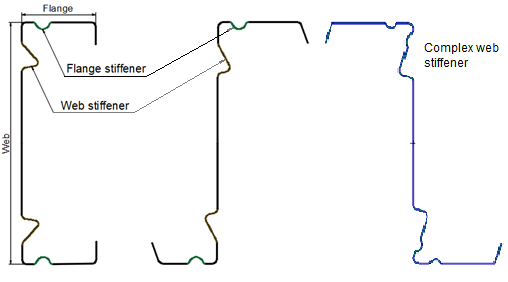 Flange
Flange stiffener
Web stiffener
Web
Complex web
stiffener